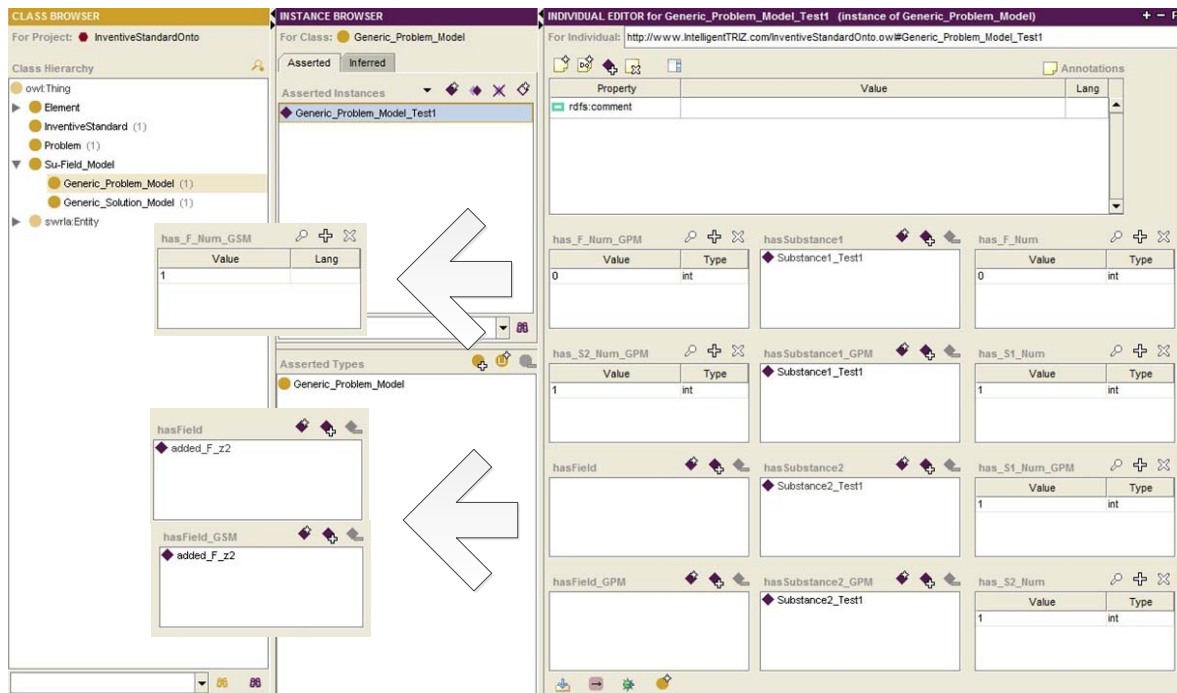 CLASS BROWSER
For Project: InventiveStandardOnto
Class Hierarchy
owl:Thing
Element
InventiveStandard (1)
Problem (1)
Su-Field_Model
Generic_Problem_Model (1)
Generic_Solution_Model (1)
swrla:Entity
has_F_Num_GSM
Value Lang
1
hasField
added_F_z2
hasField_GSM
added_F_z2
INSTANCE BROWSER
For Class: Generic_Problem_Model
Asserted Inferred
Asserted Instances
Generic_Problem_Model_Test1
Asserted Types
Generic_Problem_Model
INDIVIDUAL EDITOR for Generic_Problem_Model_Test1 (instance of Generic_Problem_Model)
For Individual: http://www.IntelligentTRIZ.com/InventiveStandardOnto.owl#Generic_Problem_Model_Test1
Annotations
Property Value Lang
rdfs:comment
has_F_Num_GPM hasSubstance1 has_F_Num
Value Type Substance1_Test1 Value Type
0 int 0 int
has_S2_Num_GPM hasSubstance1_GPM has_S1_Num
Value Type Substance1_Test1 Value Type
1 int 1 int
hasField hasSubstance2 has_S1_Num_GPM
Substance2_Test1 Value Type
1 int
hasField_GPM hasSubstance2_GPM has_S2_Num
Substance2_Test1 Value Type
1 int